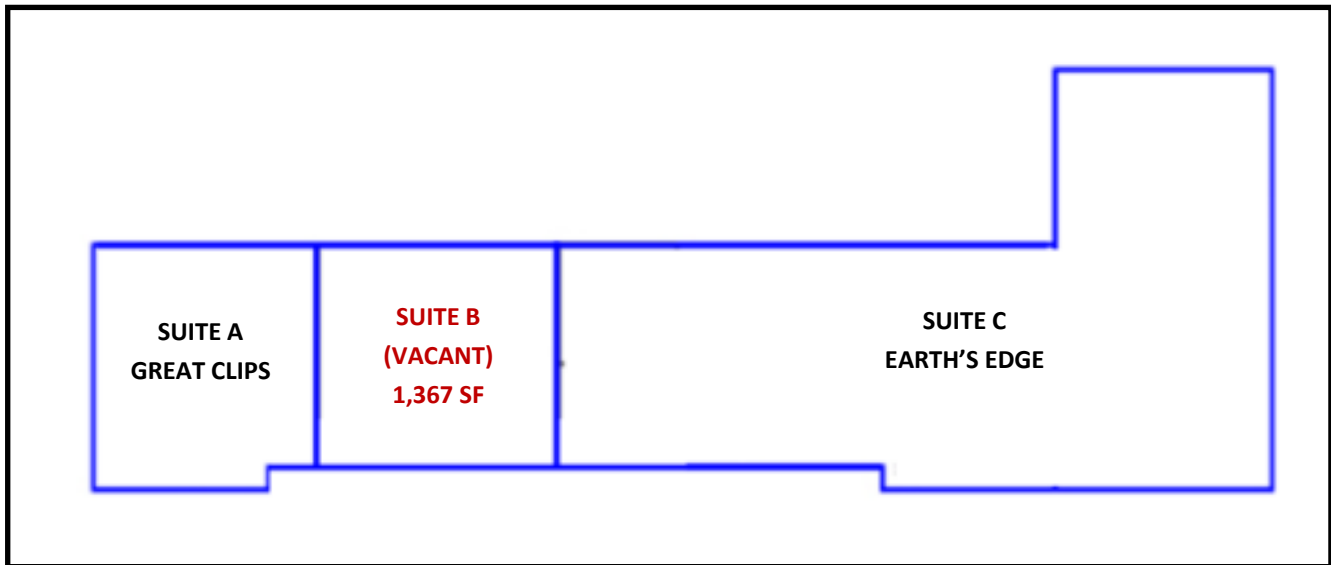 SUITE A
GREAT CLIPS
SUITE B
(VACANT)
1,367 SF
SUITE C
EARTH’S EDGE